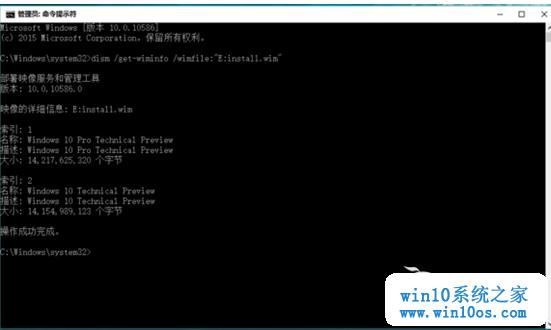 管理员: 命令提示符
Microsoft Windows [版本 10.0.10586]
(c) 2015 Microsoft Corporation。保留所有权利。
C:\Windows\system32>dism /get-wiminfo /wimfile:"E:install.wim"
部署映像服务和管理工具
版本: 10.0.10586.0
映像的详细信息: E:install.wim
索引: 1
名称: Windows 10 Pro Technical Preview
描述: Windows 10 Pro Technical Preview
大小: 14,217,625,320 个字节
索引: 2
名称: Windows 10 Technical Preview
描述: Windows 10 Technical Preview
大小: 14,154,989,123 个字节
操作成功完成。
C:\Windows\system32>
win10系统之家
www.win10os.com